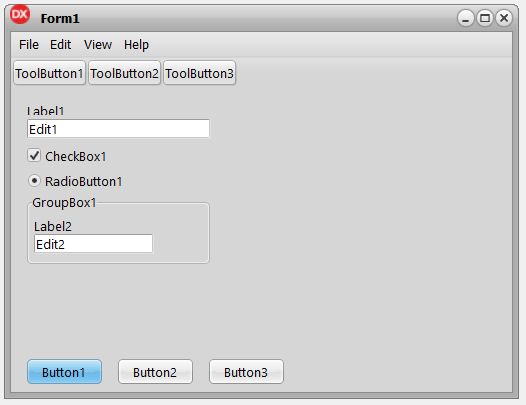 DX Form1
File Edit View Help
ToolButton1 ToolButton2 ToolButton3
Label1
Edit1
CheckBox1
RadioButton1
GroupBox1
Label2
Edit2
Button1 Button2 Button3